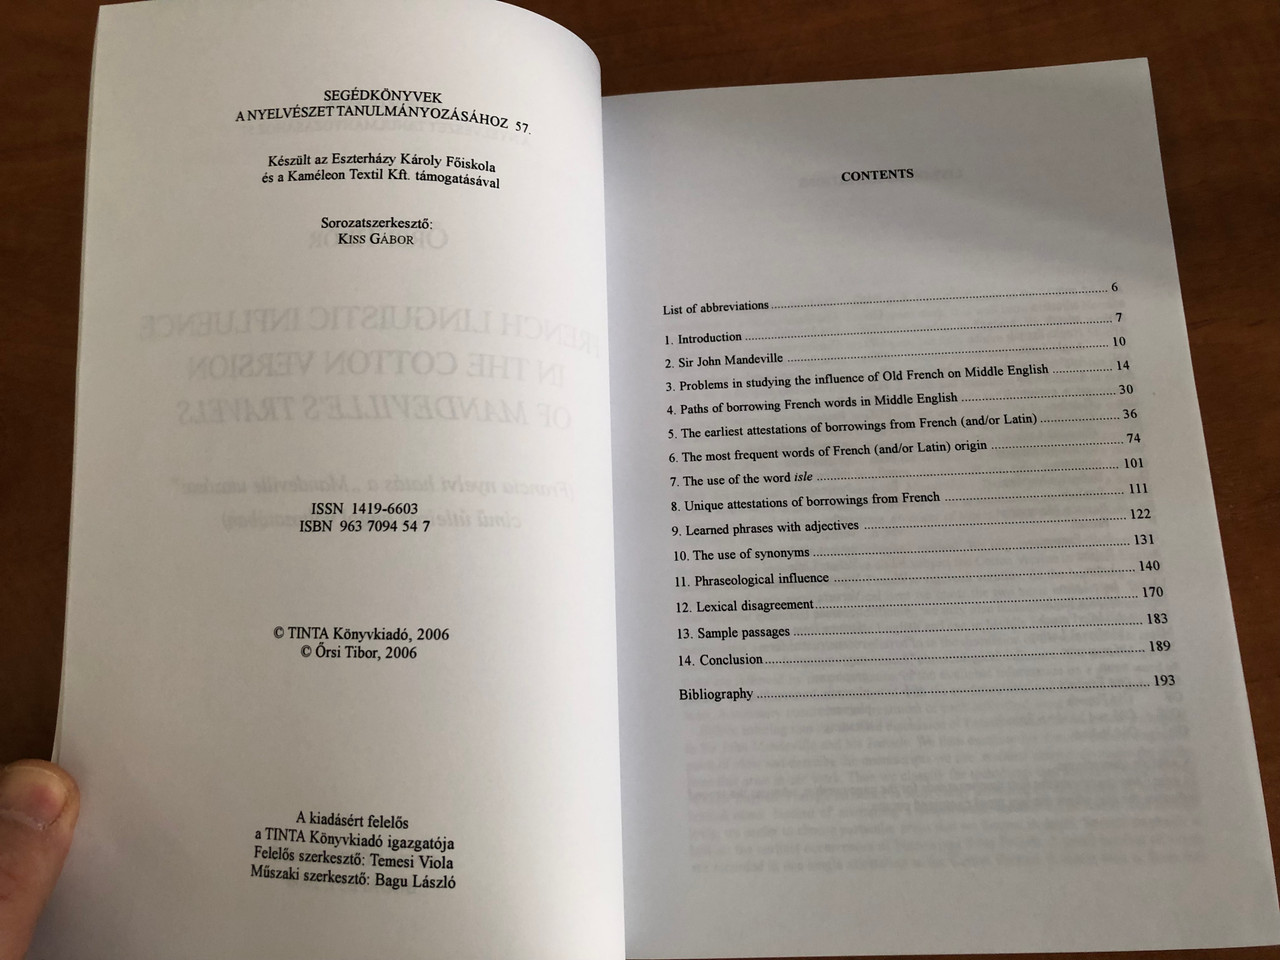 SEGÉDKÖNYVEK
A NYELVÉSZET TANULMÁNYOZÁSÁHOZ 57.
Készült az Eszterházy Károly Főiskola
és a Kaméleon Textil Kft. támogatásával
Sorozatszerkesztő:
KISS GÁBOR
ISSN 1419-6603
ISBN 963 7094 54 7
© TINTA Könyvkiadó, 2006
© Őrsi Tibor, 2006
A kiadásért felelős
a TINTA Könyvkiadó igazgatója
Felelős szerkesztő: Temesi Viola
Műszaki szerkesztő: Bagu László
CONTENTS
List of abbreviations ........ 6
1. Introduction ........ 7
2. Sir John Mandeville ........ 10
3. Problems in studying the influence of Old French on Middle English ........ 14
4. Paths of borrowing French words in Middle English ........ 30
5. The earliest attestations of borrowings from French (and/or Latin) ........ 36
6. The most frequent words of French (and/or Latin) origin ........ 74
7. The use of the word isle ........ 101
8. Unique attestations of borrowings from French ........ 111
9. Learned phrases with adjectives ........ 122
10. The use of synonyms ........ 131
11. Phraseological influence ........ 140
12. Lexical disagreement ........ 170
13. Sample passages ........ 183
14. Conclusion ........ 189
Bibliography ........ 193